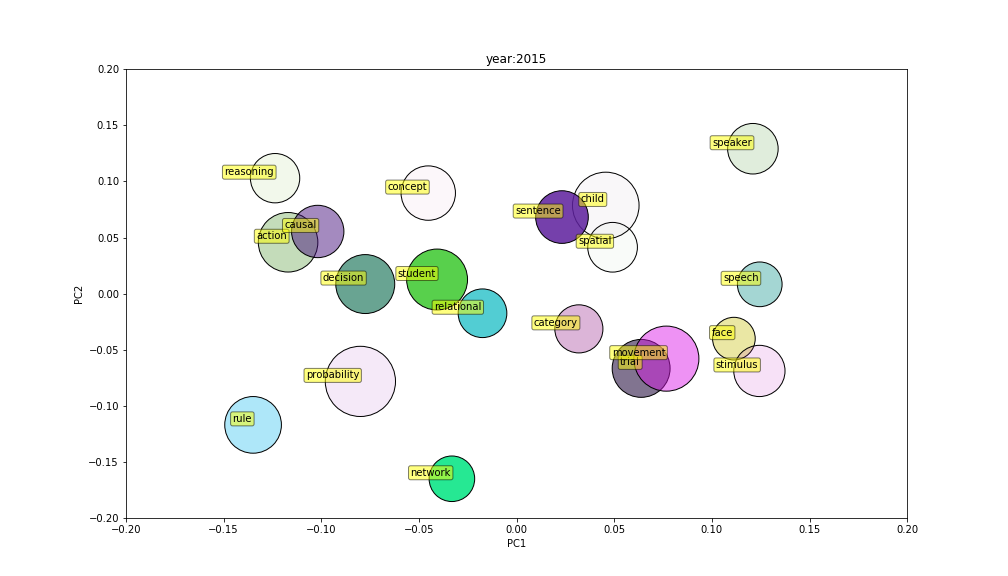 year:2015
0.20
0.15
0.10
0.05
0.00
−0.05
−0.10
−0.15
−0.20
PC2
speaker
reasoning
concept
child
sentence
causal
action
spatial
student
decision
speech
relational
category
face
movement
trial
stimulus
probability
rule
network
−0.20
−0.15
−0.10
−0.05
0.00
0.05
0.10
0.15
0.20
PC1